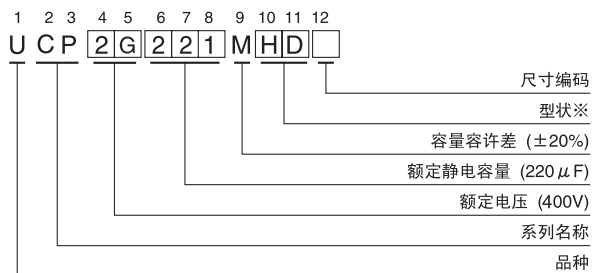 1 2 3 4 5 6 7 8 9 10 11 12
U C P 2 G 2 2 1 M H D
尺寸编码
型状※
容量容许差 (±20%)
额定静电容量 (220μF)
额定电压 (400V)
系列名称
品种